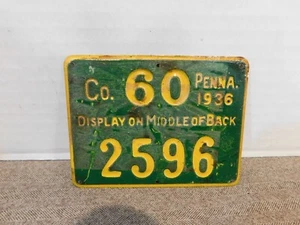 Co. 60 PENNA. 1936
DISPLAY ON MIDDLE OF BACK
2596